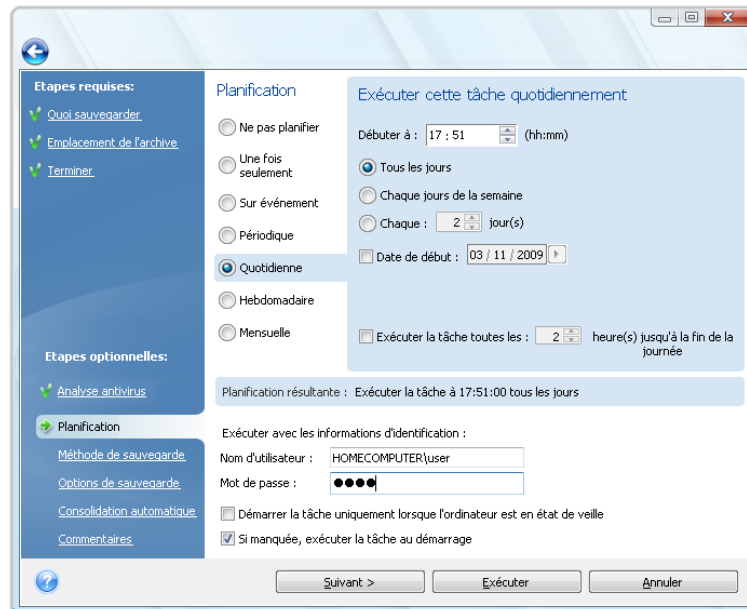 Etapes requises:
Quoi sauvegarder
Emplacement de l'archive
Terminer
Etapes optionnelles:
Analyse antivirus
Planification
Méthode de sauvegarde
Options de sauvegarde
Consolidation automatique
Commentaires
Planification
Ne pas planifier
Une fois
seulement
Sur événement
Périodique
Quotidienne
Hebdomadaire
Mensuelle
Exécuter cette tâche quotidiennement
Débuter à : 17 : 51 (hh:mm)
Tous les jours
Chaque jours de la semaine
Chaque : 2 jour(s)
Date de début : 03 / 11 / 2009
Exécuter la tâche toutes les : 2 heure(s) jusqu'à la fin de la
journée
Planification résultante : Exécuter la tâche à 17:51:00 tous les jours
Exécuter avec les informations d'identification :
Nom d'utilisateur : HOMECOMPUTER\user
Mot de passe : ●●●●
Démarrer la tâche uniquement lorsque l'ordinateur est en état de veille
Si manquée, exécuter la tâche au démarrage
Suivant > Exécuter Annuler